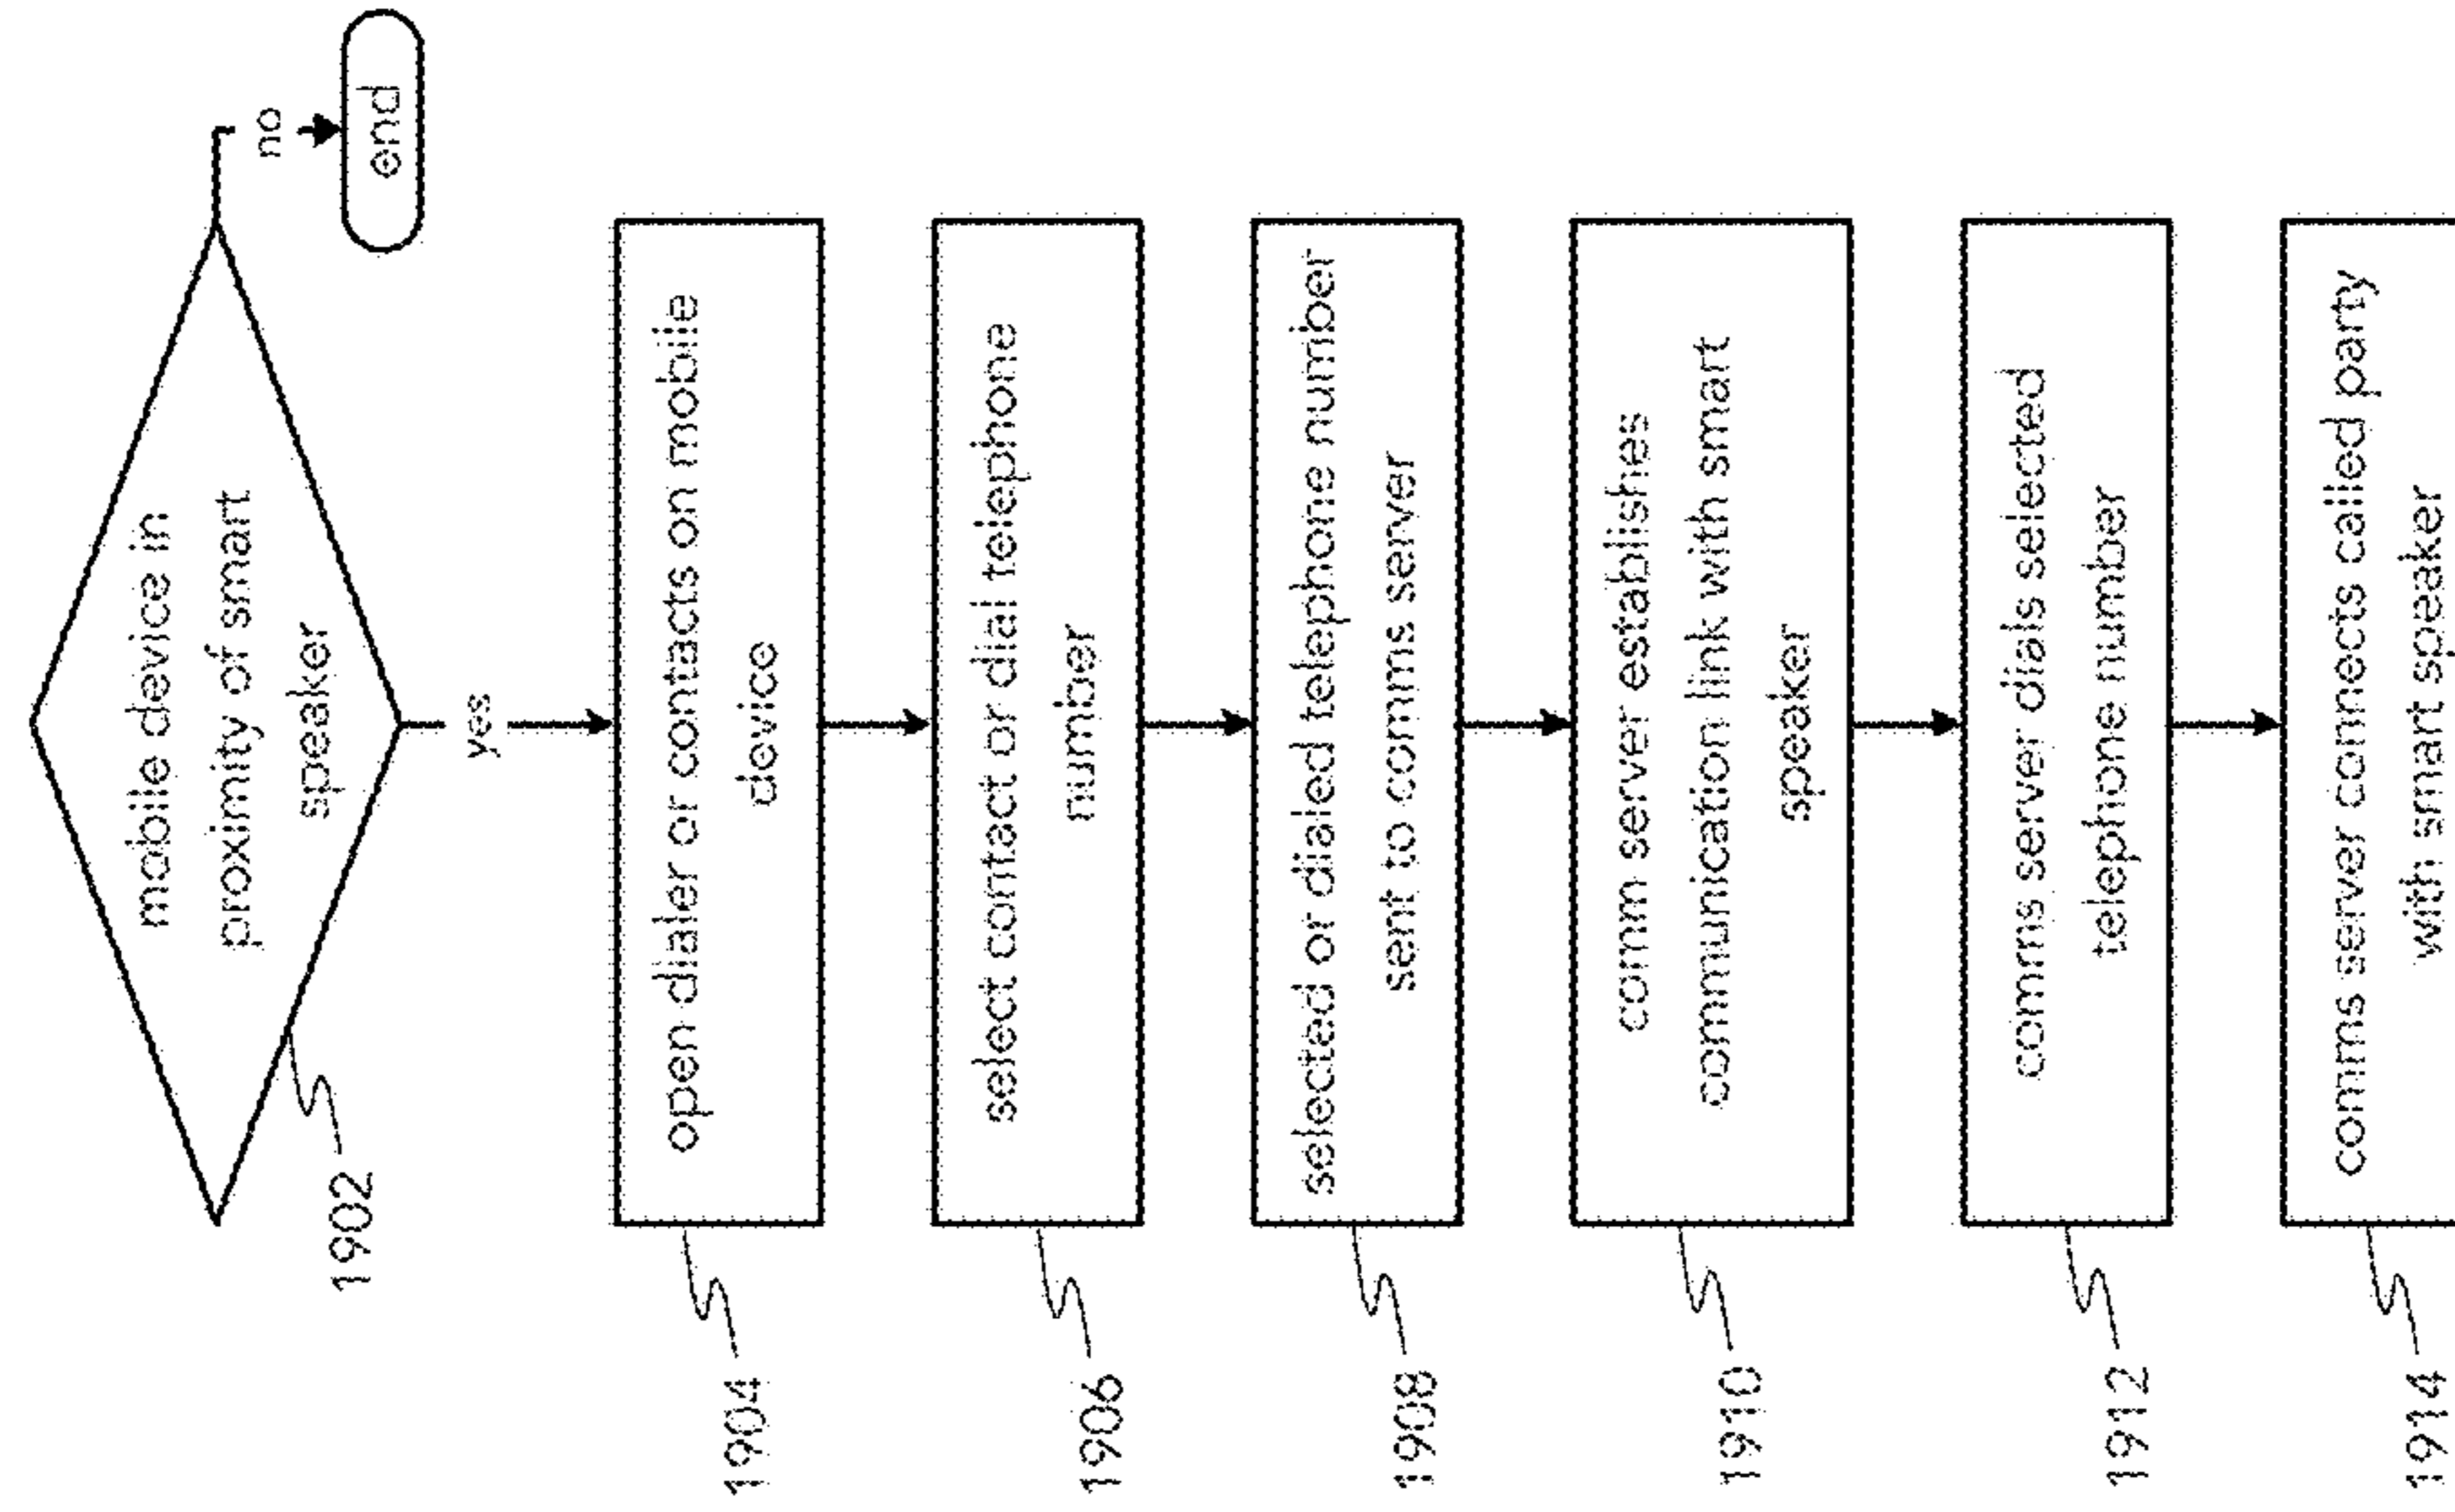 mobile device in
proximity of smart
speaker
1902
no
end
yes
open dialer or contacts on mobile
device
1904
select contact or dial telephone
number
1906
selected or dialed telephone number
sent to comms server
1908
comm server establishes
communication link with smart
speaker
1910
comms server dials selected
telephone number
1912
comms server connects called party
with smart speaker
1914